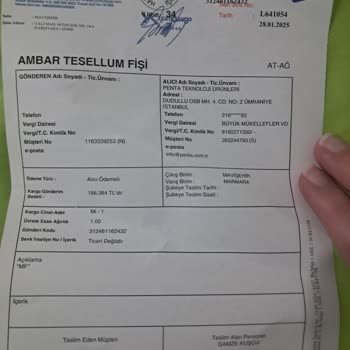 312461162432
Tarih
L641054
28.01.2025
KARŞIYAKA / İZMİR
AMBAR TESELLUM FİŞİ
AT-AÖ
GÖNDEREN Adı Soyadı - Tic.Ünvanı :
Telefon
Vergi Dairesi
Vergi/T.C. Kimlik No
Müşteri No 1163339253 (N)
e-posta
ALICI Adı Soyadı - Tic.Ünvanı :
PENTA TEKNOLOJİ ÜRÜNLERİ
Adresi :
DUDULLU OSB MH. 4. CD. NO: 2 ÜMRANİYE
İSTANBUL
Telefon 216*****82
Vergi Dairesi BÜYÜK MÜKELLEFLER VD
Vergi/T.C. Kimlik No
Müşteri No 262244793 (S)
e-posta info@penta.com.tr
Ödeme Türü : Alıcı Ödemeli
Kargo Gönderim Bedeli : 196,384 TL'dir
Çıkış Birim : MAVİŞEHİR
Varış Birim : MARMARA
Şubeye Teslim Tarihi :
Şubeye Teslim Saati :
Kargo Cinsi-Adet Mi : 1
Ücrete Esas Ağırlık 1.00
Gönderi Kodu 312461162432
Sevk İrsaliye No / İçerik Ticari Değildir
Açıklama
"MF"
İçerik
Teslim Eden Müşteri
Teslim Alan Personel
GAMZE KUŞÇU